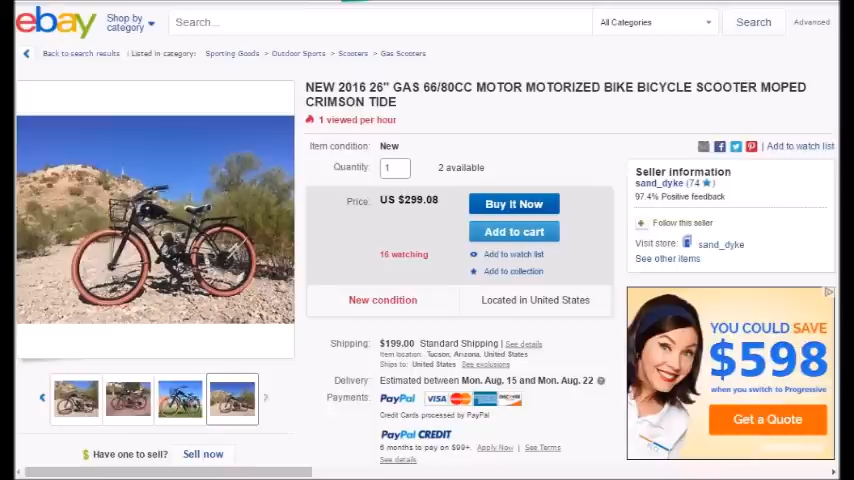 ebay
Shop by
category
Search...
All Categories
Search
Advanced
Back to search results
Listed in category:
Sporting Goods > Outdoor Sports > Scooters > Gas Scooters
NEW 2016 26" GAS 66/80CC MOTOR MOTORIZED BIKE BICYCLE SCOOTER MOPED
CRIMSON TIDE
1 viewed per hour
Item condition: New
Add to watch list
Quantity: 1 2 available
Price: US $299.08
Buy It Now
Add to cart
16 watching
Add to watch list
Add to collection
New condition
Located in United States
Seller information
sand_dyke (74)
97.4% Positive feedback
Follow this seller
Visit store: sand_dyke
See other items
Shipping: $199.00 Standard Shipping | See details
Item location: Tucson, Arizona, United States
Ships to: United States See exclusions
Delivery: Estimated between Mon. Aug. 15 and Mon. Aug. 22
Payments: PayPal VISA
Credit Cards processed by PayPal
PayPal CREDIT
6 months to pay on $99+. Apply Now | See Terms
See details
YOU COULD SAVE
$598
when you switch to Progressive
Get a Quote
$ Have one to sell? Sell now